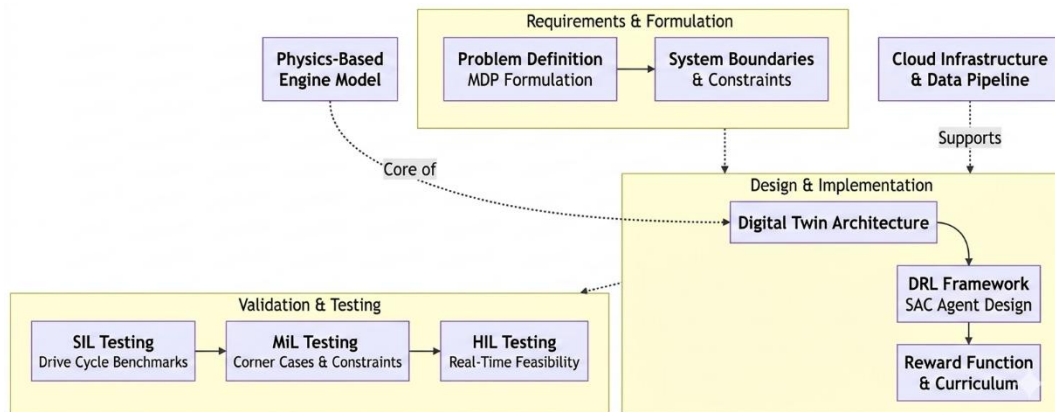 Requirements & Formulation
Physics-Based
Engine Model
Problem Definition
MDP Formulation
System Boundaries
& Constraints
Cloud Infrastructure
& Data Pipeline
Core of
Supports
Design & Implementation
Digital Twin Architecture
DRL Framework
SAC Agent Design
Reward Function
& Curriculum
Validation & Testing
SIL Testing
Drive Cycle Benchmarks
MiL Testing
Corner Cases & Constraints
HIL Testing
Real-Time Feasibility